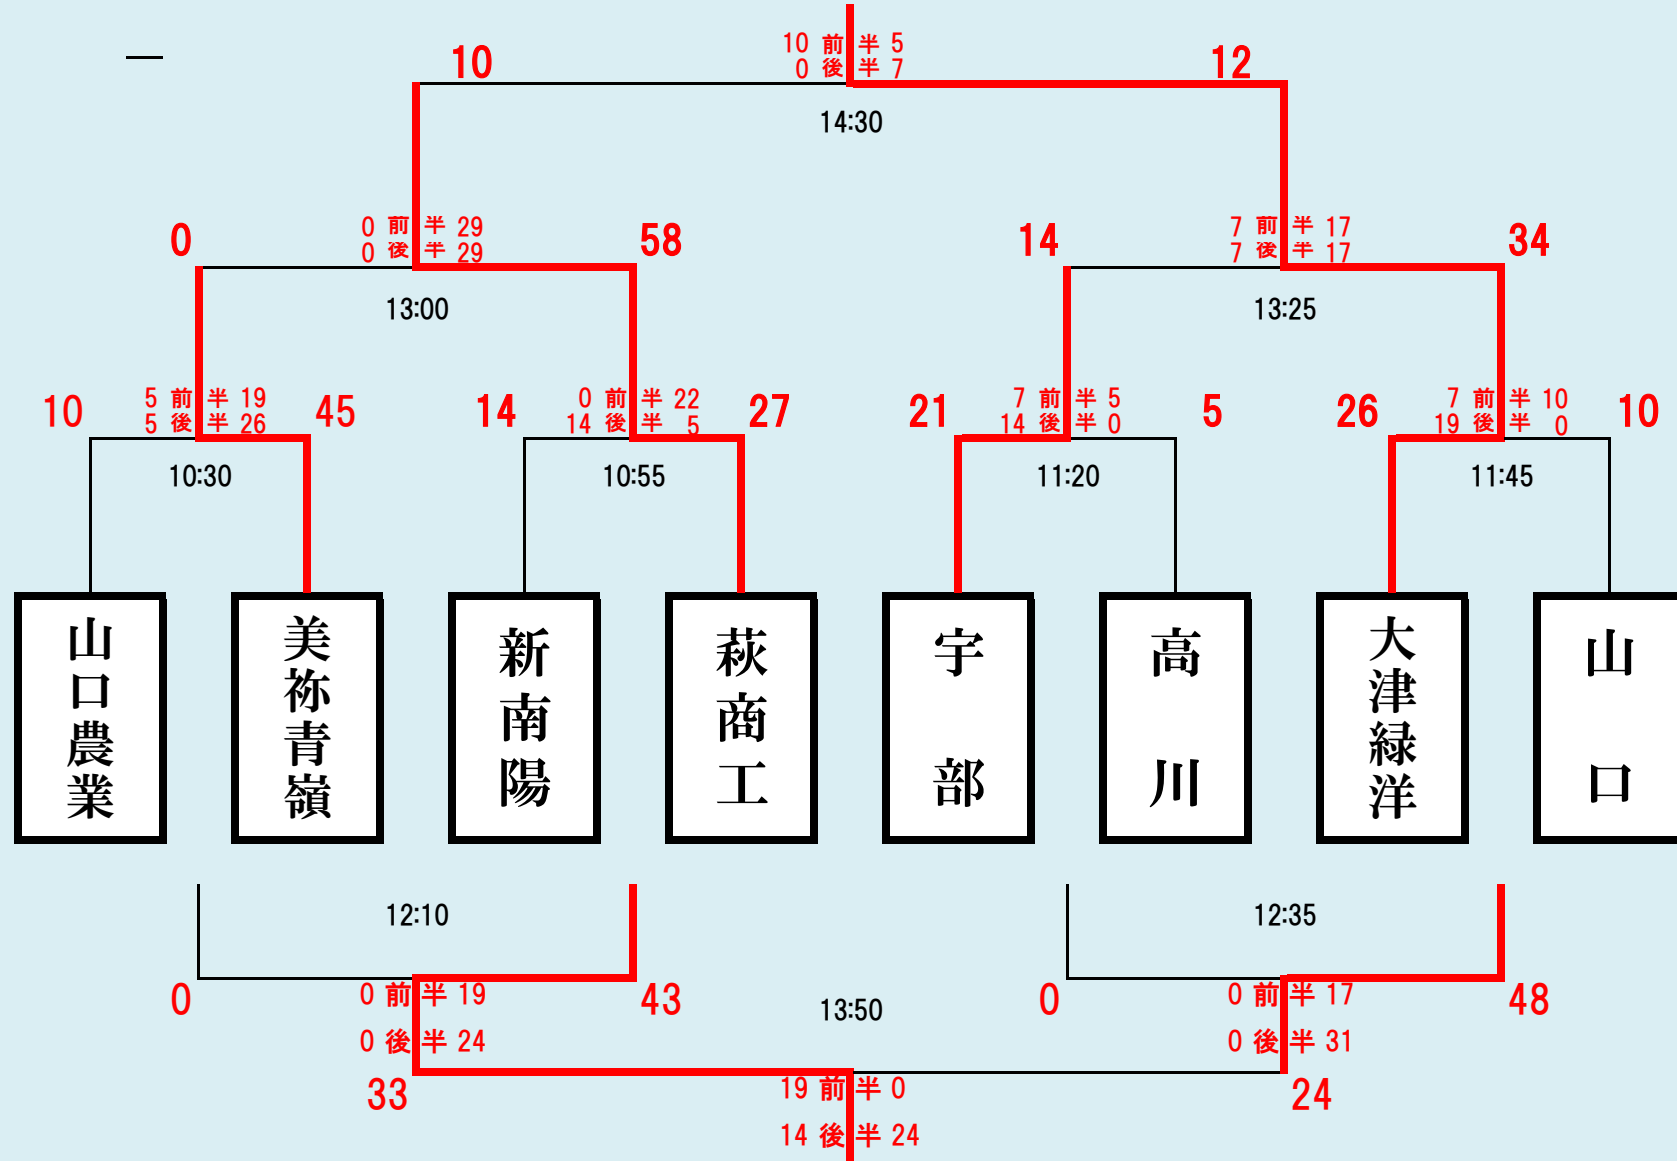 10 10 前 半 5 12
0 後 半 7
14:30
0 0 前 半 29 58 14 7 前 半 17 34
0 後 半 29 7 後 半 17
13:00 13:25
10 5 前 半 19 45 14 0 前 半 22 27 21 7 前 半 5 5 26 7 前 半 10 10
5 後 半 26 14 後 半 5 14 後 半 0 19 後 半 0
10:30 10:55 11:20 11:45
山口農業
美祢青嶺
新南陽
萩商工
宇部
高川
大津緑洋
山口
12:10 12:35
0 0 前 半 19 43 0 0 前 半 17 48
13:50
0 後 半 24 0 後 半 31
33 19 前 半 0 24
14 後 半 24